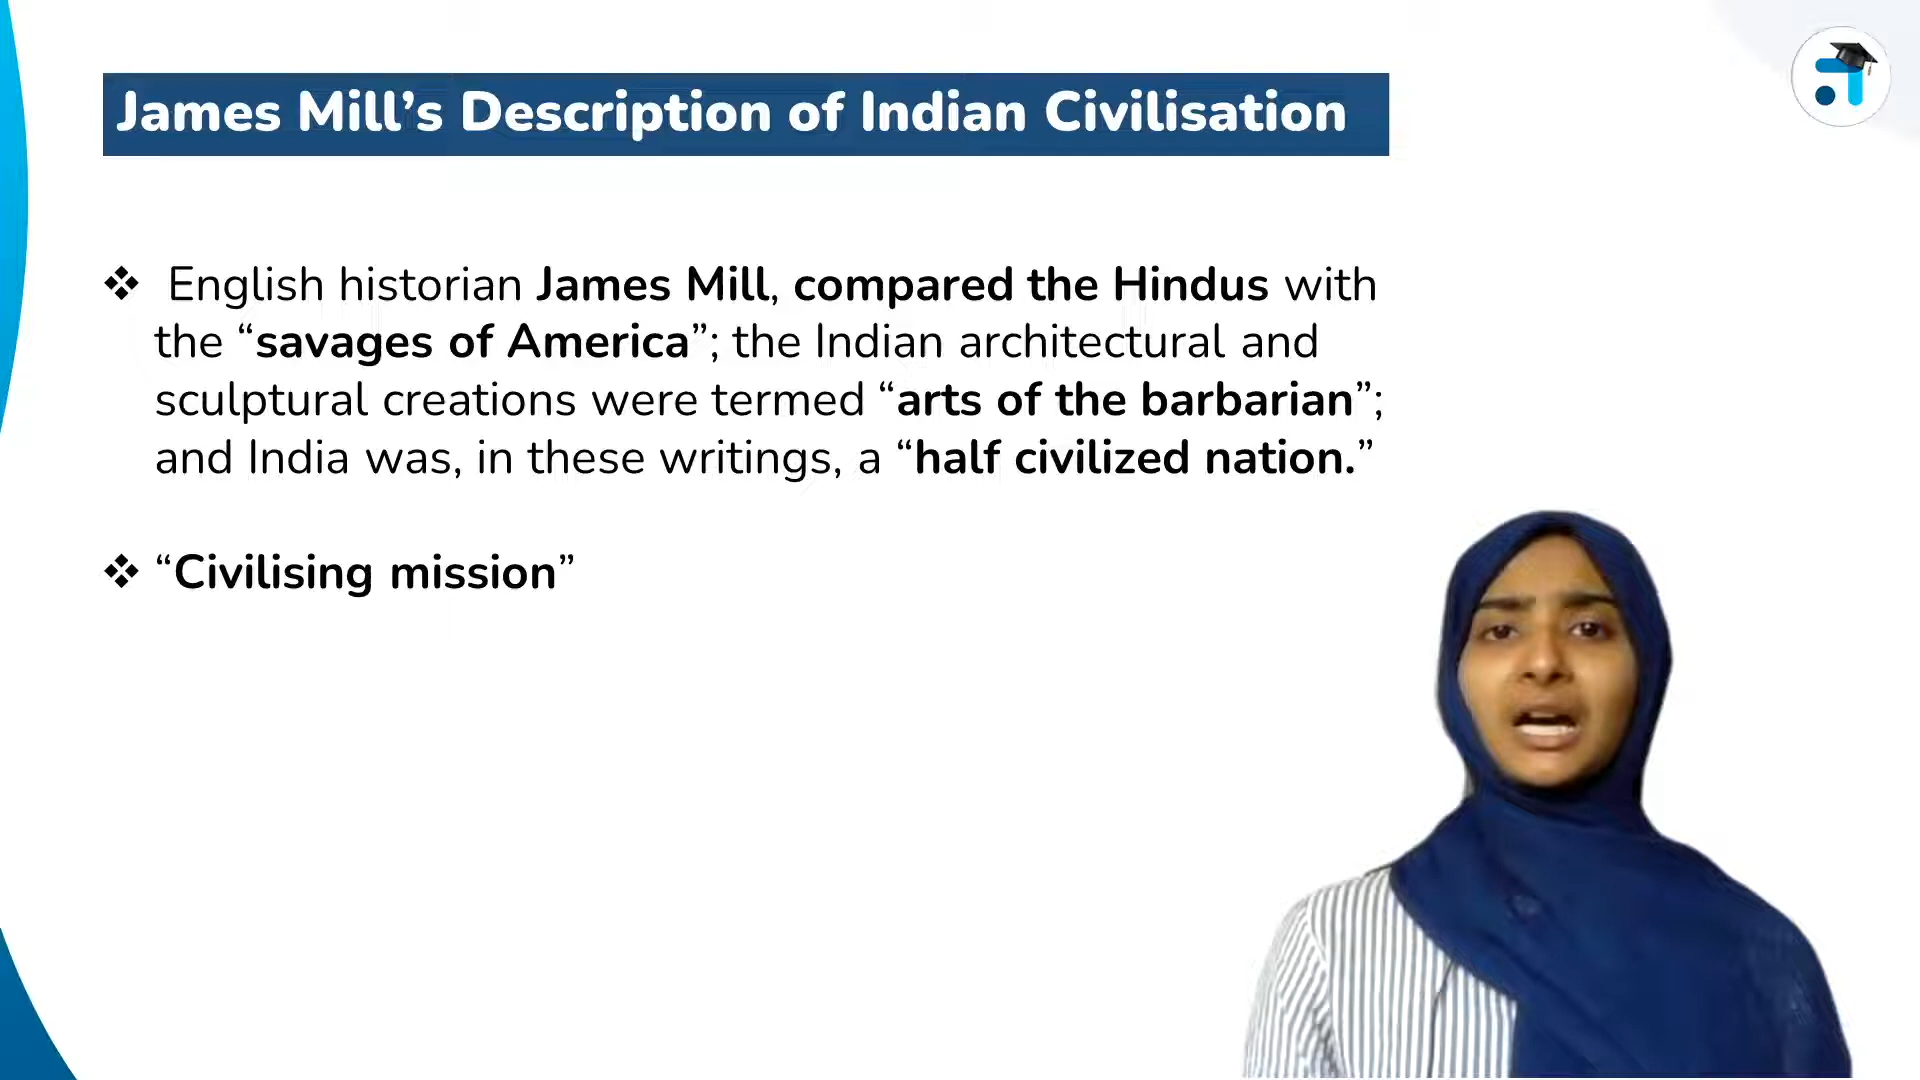 James Mill’s Description of Indian Civilisation
❖ English historian James Mill, compared the Hindus with
the “savages of America”; the Indian architectural and
sculptural creations were termed “arts of the barbarian”;
and India was, in these writings, a “half civilized nation.”
❖ “Civilising mission”